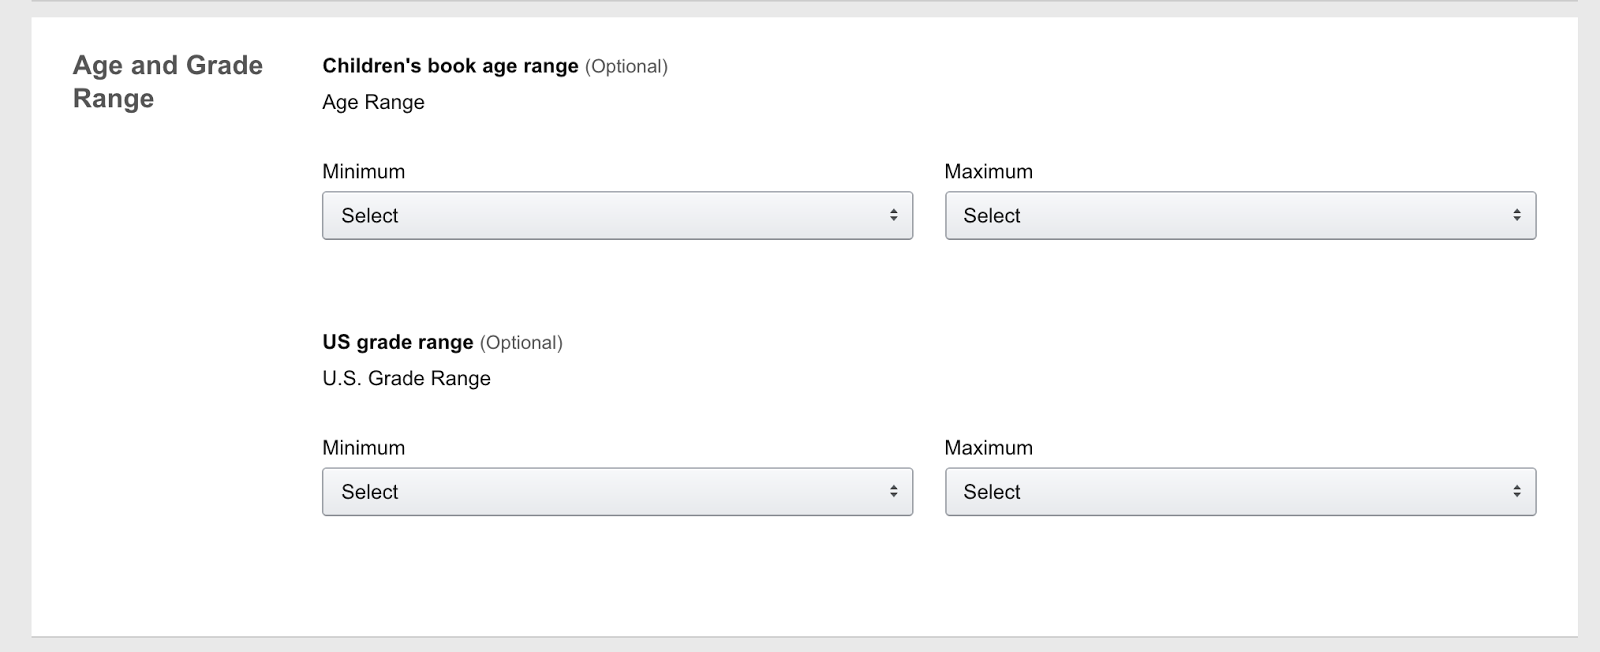 Age and Grade
Range
Children's book age range (Optional)
Age Range
Minimum
Maximum
Select
Select
US grade range (Optional)
U.S. Grade Range
Minimum
Maximum
Select
Select